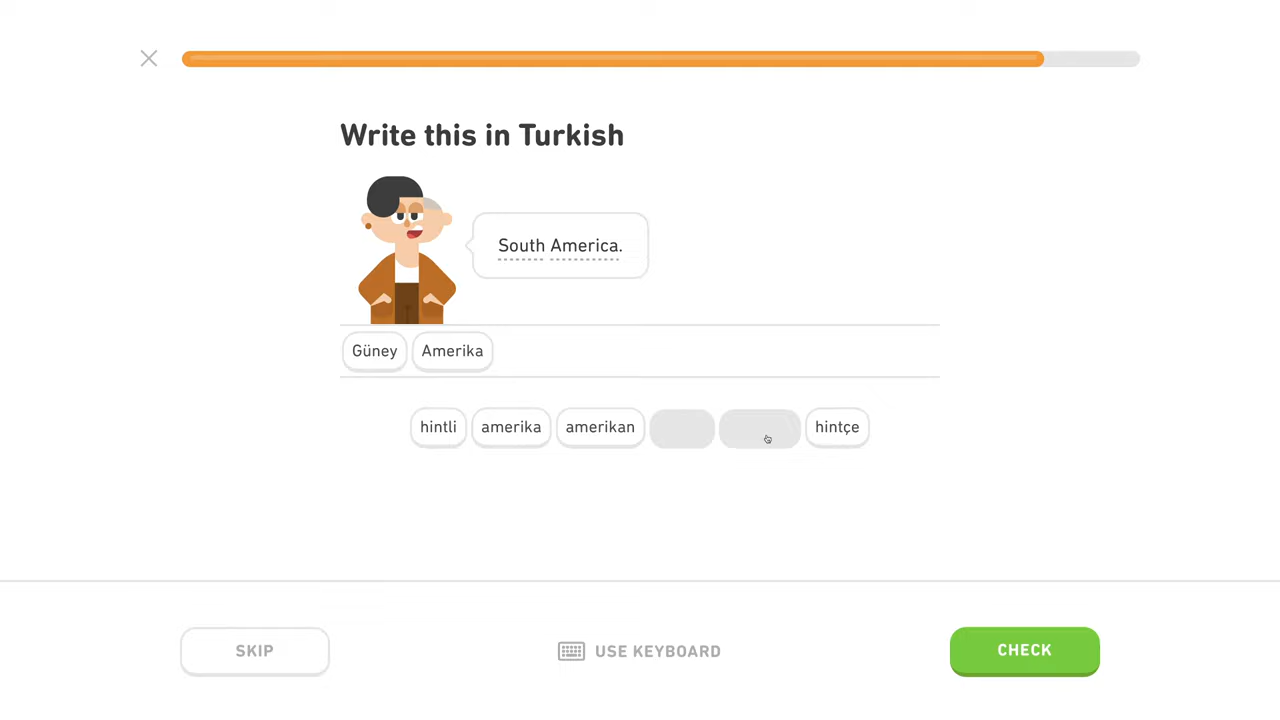 Write this in Turkish
South America.
Güney Amerika
hintli amerika amerikan hintçe
SKIP USE KEYBOARD CHECK